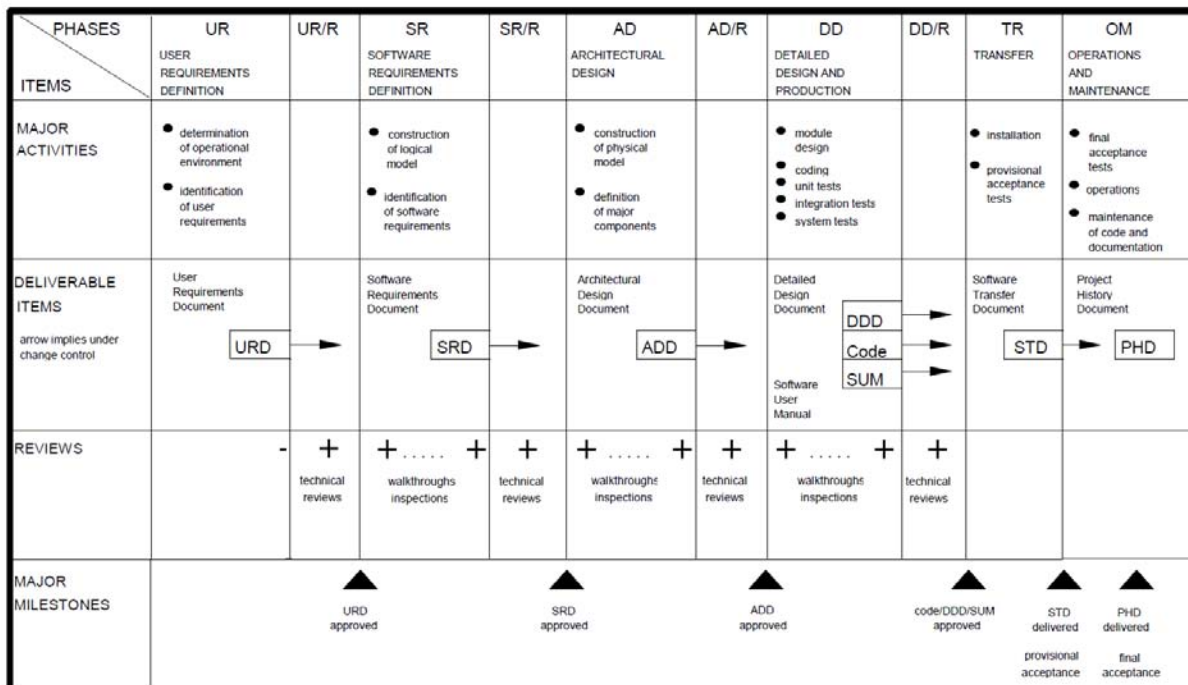 PHASES
ITEMS
UR
USER
REQUIREMENTS
DEFINITION
UR/R
SR
SOFTWARE
REQUIREMENTS
DEFINITION
SR/R
AD
ARCHITECTURAL
DESIGN
AD/R
DD
DETAILED
DESIGN AND
PRODUCTION
DD/R
TR
TRANSFER
OM
OPERATIONS
AND
MAINTENANCE
MAJOR
ACTIVITIES
● determination
of operational
environment
● identification
of user
requirements
● construction
of logical
model
● identification
of software
requirements
● construction
of physical
model
● definition
of major
components
● module
design
● coding
● unit tests
● integration tests
● system tests
● installation
● provisional
acceptance
tests
● final
acceptance
tests
● operations
● maintenance
of code and
documentation
DELIVERABLE
ITEMS
arrow implies under
change control
User
Requirements
Document
URD
Software
Requirements
Document
SRD
Architectural
Design
Document
ADD
Detailed
Design
Document
DDD
Code
SUM
Software
User
Manual
Software
Transfer
Document
STD
Project
History
Document
PHD
REVIEWS
- +
technical
reviews
+ ..... +
walkthroughs
inspections
+
technical
reviews
+ ..... +
walkthroughs
inspections
+
technical
reviews
+ ..... +
walkthroughs
inspections
+
technical
reviews
MAJOR
MILESTONES
URD
approved
SRD
approved
ADD
approved
code/DDD/SUM
approved
STD
delivered
provisional
acceptance
PHD
delivered
final
acceptance